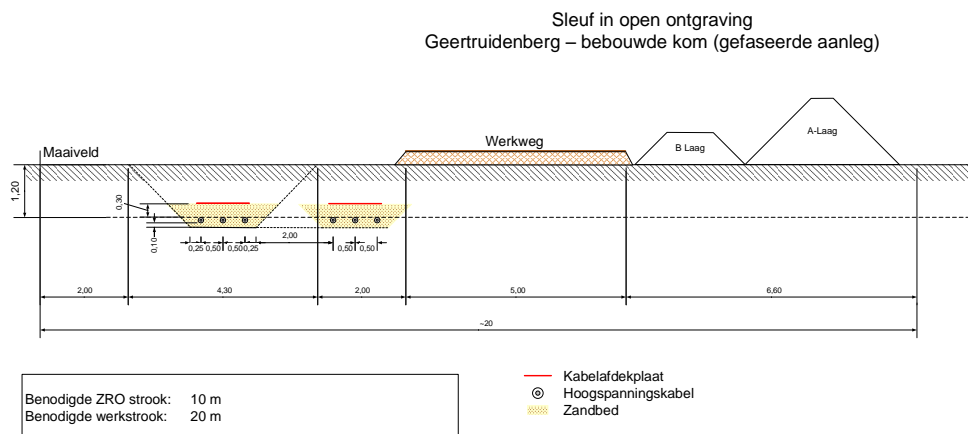 Sleuf in open ontgraving
Geertruidenberg – bebouwde kom (gefaseerde aanleg)
Maaiveld
Werkweg
B Laag
A-Laag
1,20
0,30
0,10
0,25 0,50 0,50 0,25
2,00
0,50 0,50
2,00 4,30 2,00 5,00 6,60
~20
Benodigde ZRO strook: 10 m
Benodigde werkstrook: 20 m
Kabelafdekplaat
Hoogspanningskabel
Zandbed